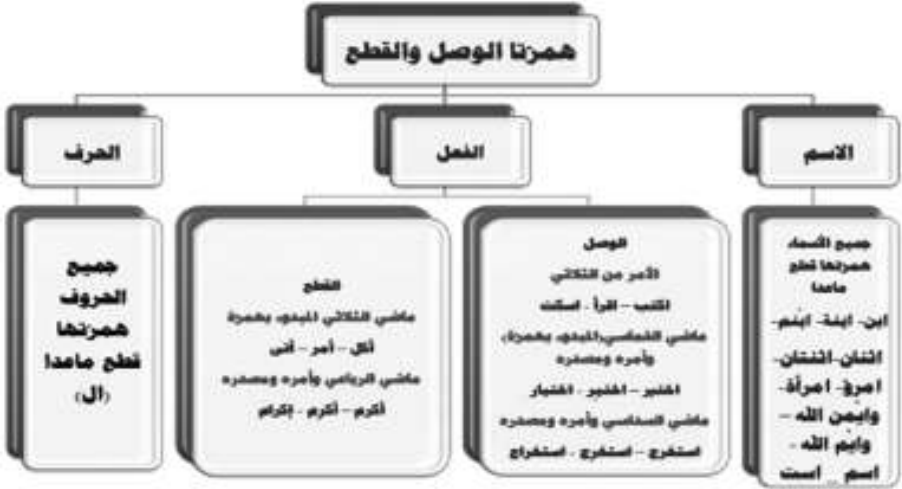 همزتا الوصل والقطع
الاسم
الفعل
الحرف
جميع الأسماء
همزتها قطع
ماعدا
ابن - ابنة - ابنم -
اثنان - اثنتان -
امرؤ - امرأة -
وايمن الله -
وايم الله -
اسم _ است
الوصل
الأمر من الثلاثي
اكتب – اقرأ - اسكت
ماضي الخماسي (المبدوء بهمزة)
وأمره ومصدره
اختبر – اختبر - اختبار
ماضي السداسي وأمره ومصدره
استخرج – استخرج - استخراج
القطع
ماضي الثلاثي المبدوء بهمزة
أكل – أمر – أتى
ماضي الرباعي وأمره ومصدره
أكرم – أكرم - إكرام
جميع
الحروف
همزتها
قطع ماعدا
(ال)